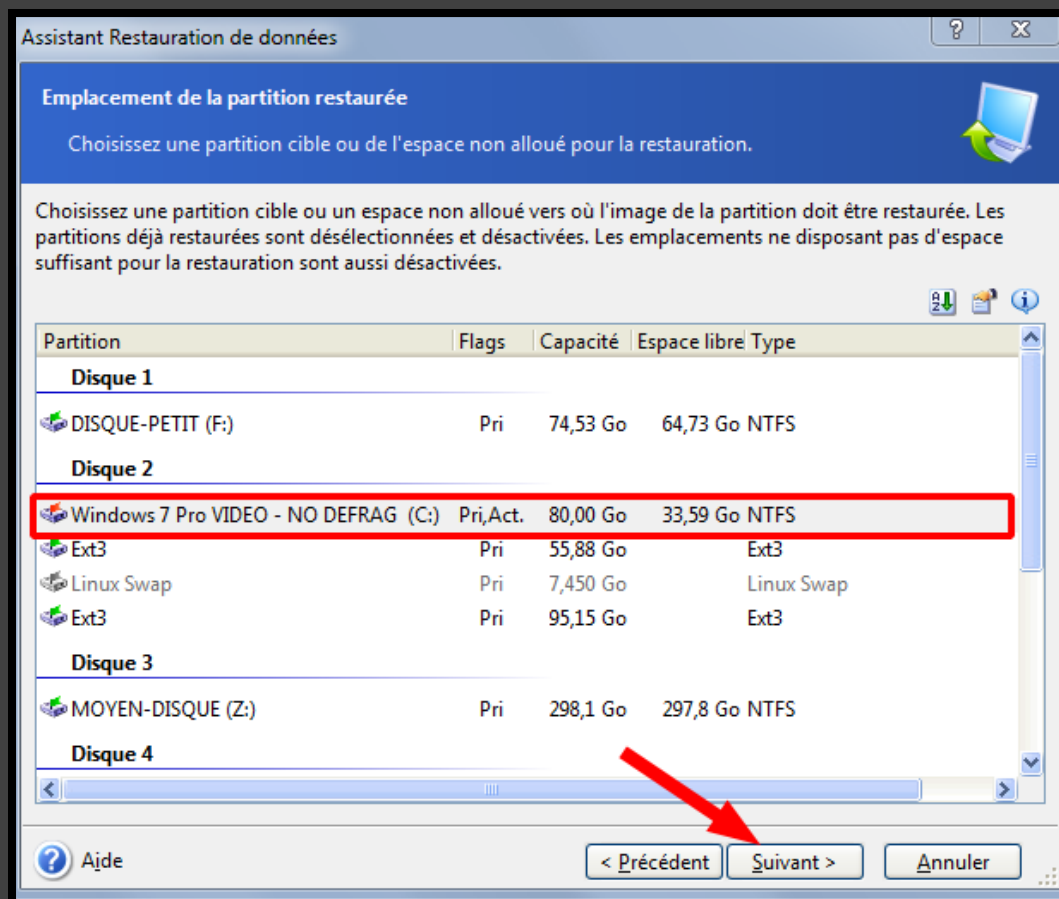 Assistant Restauration de données
Emplacement de la partition restaurée
Choisissez une partition cible ou de l'espace non alloué pour la restauration.
Choisissez une partition cible ou un espace non alloué vers où l'image de la partition doit être restaurée. Les
partitions déjà restaurées sont désélectionnées et désactivées. Les emplacements ne disposant pas d'espace
suffisant pour la restauration sont aussi désactivées.
Partition Flags Capacité Espace libre Type
Disque 1
DISQUE-PETIT (F:) Pri 74,53 Go 64,73 Go NTFS
Disque 2
Windows 7 Pro VIDEO - NO DEFRAG (C:) Pri,Act. 80,00 Go 33,59 Go NTFS
Ext3 Pri 55,88 Go Ext3
Linux Swap Pri 7,450 Go Linux Swap
Ext3 Pri 95,15 Go Ext3
Disque 3
MOYEN-DISQUE (Z:) Pri 298,1 Go 297,8 Go NTFS
Disque 4
Aide < Précédent Suivant > Annuler